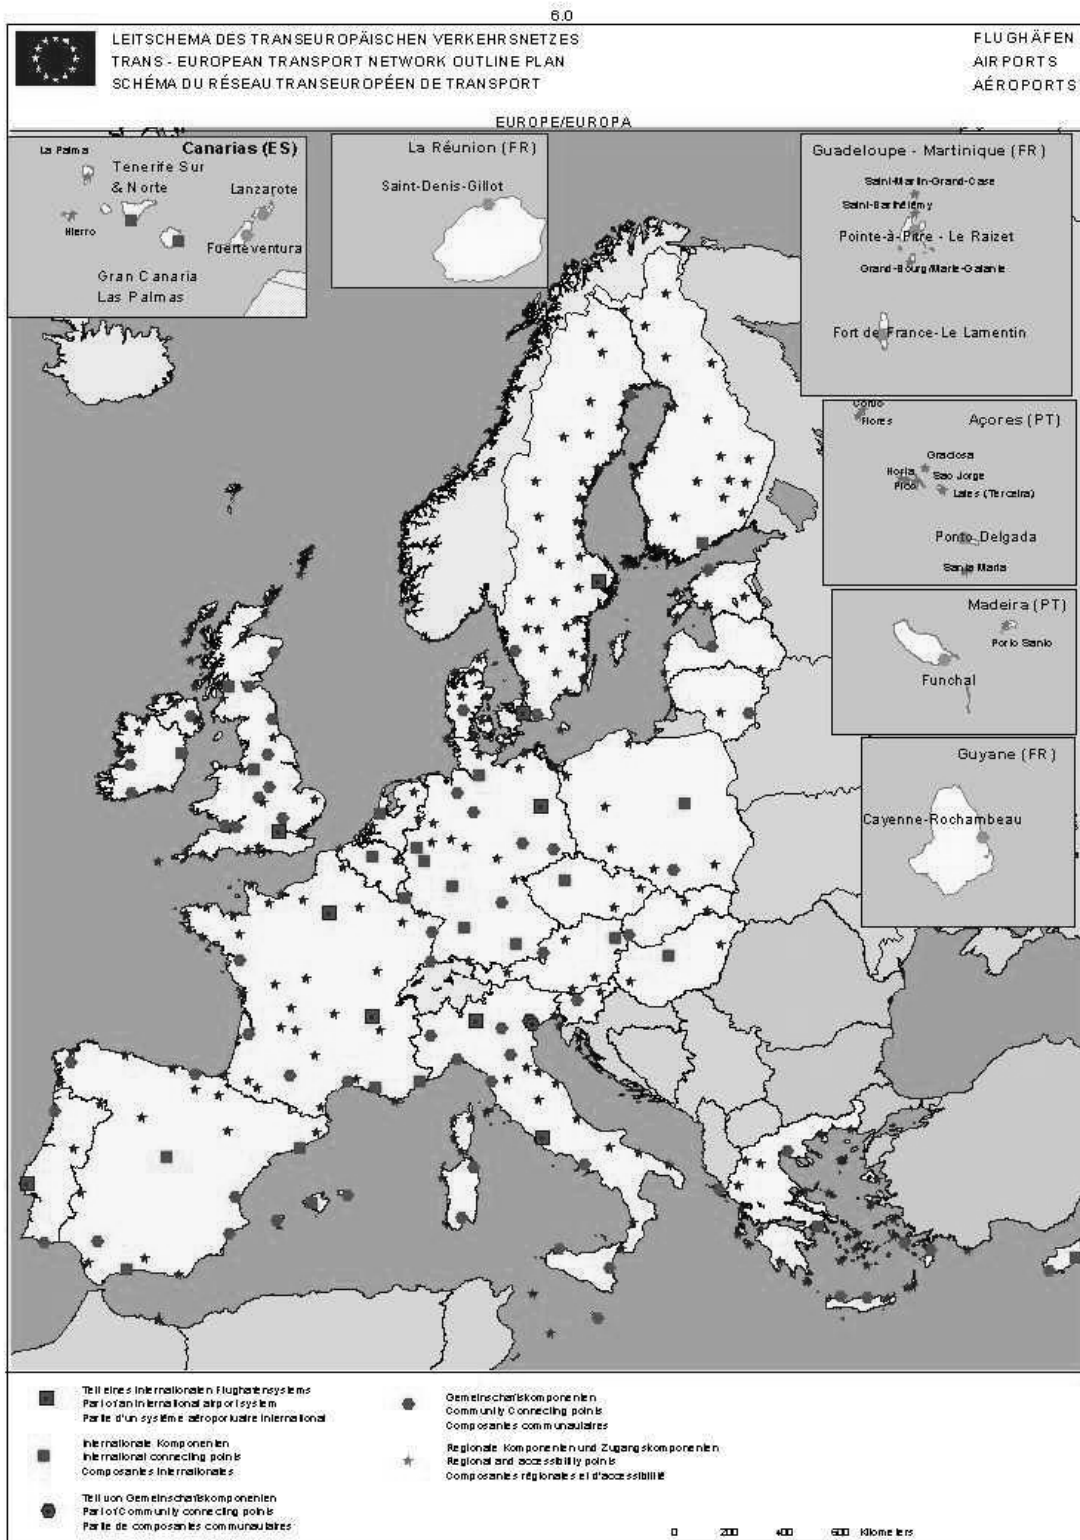 6.0
LEITSCHEMA DES TRANSEUROPÄISCHEN VERKEHRSNETZES
TRANS - EUROPEAN TRANSPORT NETWORK OUTLINE PLAN
SCHÉMA DU RÉSEAU TRANSEUROPÉEN DE TRANSPORT
FLUGHÄFEN
AIRPORTS
AÉROPORTS
EUROPE/EUROPA
Canarias (ES)
La Palma
Tenerife Sur
& Norte
Lanzarote
Hierro
Fuerteventura
Gran Canaria
Las Palmas
La Réunion (FR)
Saint-Denis-Gillot
Guadeloupe - Martinique (FR)
Saint-Martin-Grand-Case
Saint-Barthélémy
Pointe-à-Pitre - Le Raizet
Grand-Bourg/Marie-Galante
Fort de France-Le Lamentin
Açores (PT)
Corvo
Flores
Graciosa
Horta
Sao Jorge
Pico
Lajes (Terceira)
Ponto Delgada
Santa Maria
Madeira (PT)
Porto Santo
Funchal
Guyane (FR)
Cayenne-Rochambeau
Teil eines Internationalen Flughafensystems
Part of an international airport system
Partie d'un système aéroportuaire international
Internationale Komponenten
International connecting points
Composantes internationales
Teil von Gemeinschaftskomponenten
Part of Community connecting points
Partie de composantes communautaires
Gemeinschaftskomponenten
Community Connecting points
Composantes communautaires
Regionale Komponenten und Zugangskomponenten
Regional and accessibility points
Composantes régionales et d'accessibilité
0 200 400 600 Kilometers